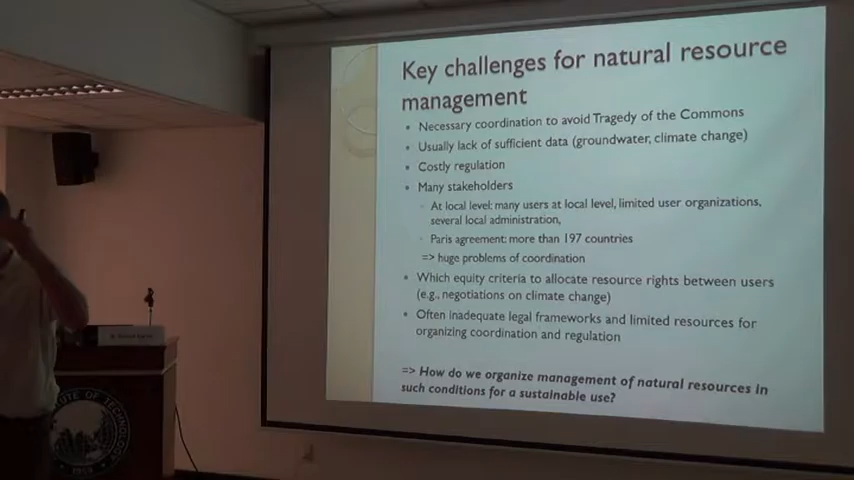 Key challenges for natural resource
management
• Necessary coordination to avoid Tragedy of the Commons
• Usually lack of sufficient data (groundwater, climate change)
• Costly regulation
• Many stakeholders
At local level: many users at local level, limited user organizations,
several local administration,
Paris agreement: more than 197 countries
=> huge problems of coordination
• Which equity criteria to allocate resource rights between users
(e.g., negotiations on climate change)
• Often inadequate legal frameworks and limited resources for
organizing coordination and regulation
=> How do we organize management of natural resources in
such conditions for a sustainable use?
UTE OF TECHNOLOGY